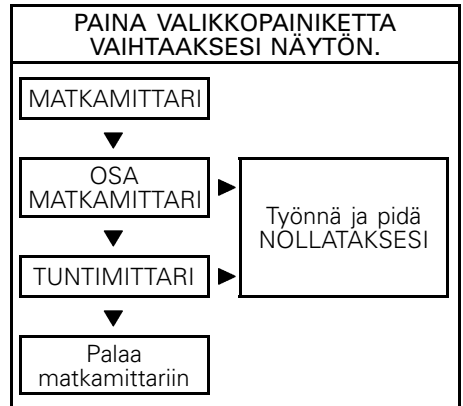 PAINA VALIKKOPAINIKETTA
VAIHTAAKSESI NÄYTÖN.
MATKAMITTARI
OSA
MATKAMITTARI
Työnnä ja pidä
NOLLATAKSESI
TUNTIMITTARI
Palaa
matkamittariin